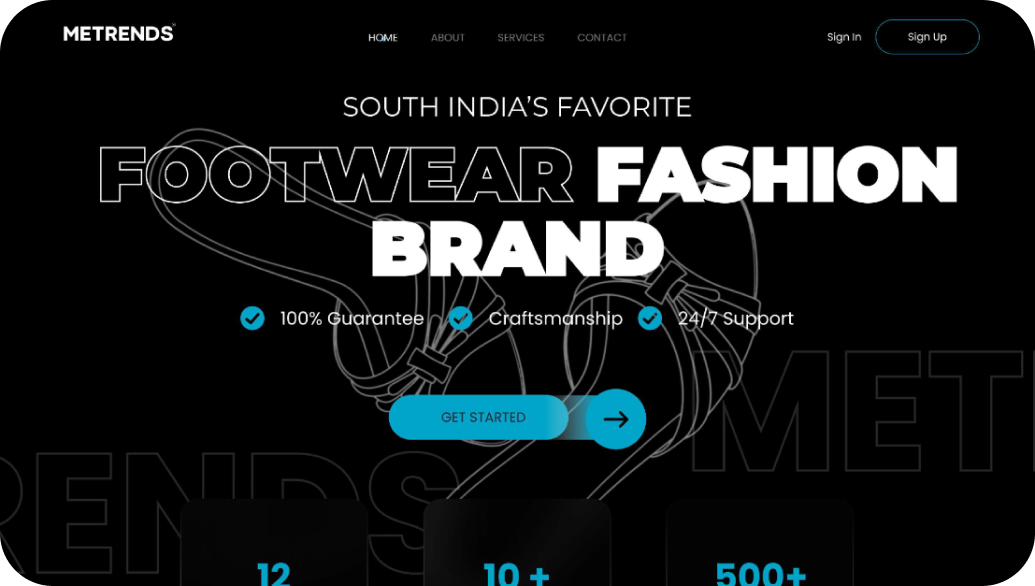 METRENDS
HOME ABOUT SERVICES CONTACT
Sign In Sign Up
SOUTH INDIA'S FAVORITE
FOOTWEAR FASHION
BRAND
100% Guarantee Craftsmanship 24/7 Support
MET
GET STARTED
RENDS
12 10 + 500+